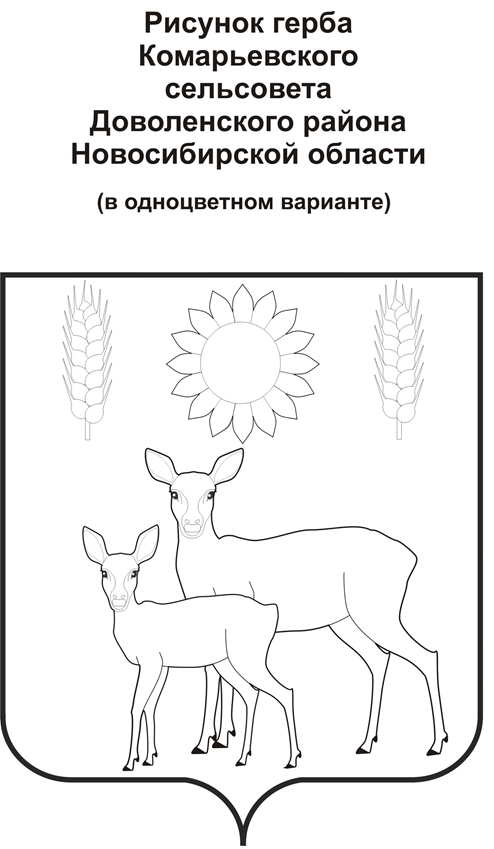 Рисунок герба
Комарьевского
сельсовета
Доволенского района
Новосибирской области
(в одноцветном варианте)